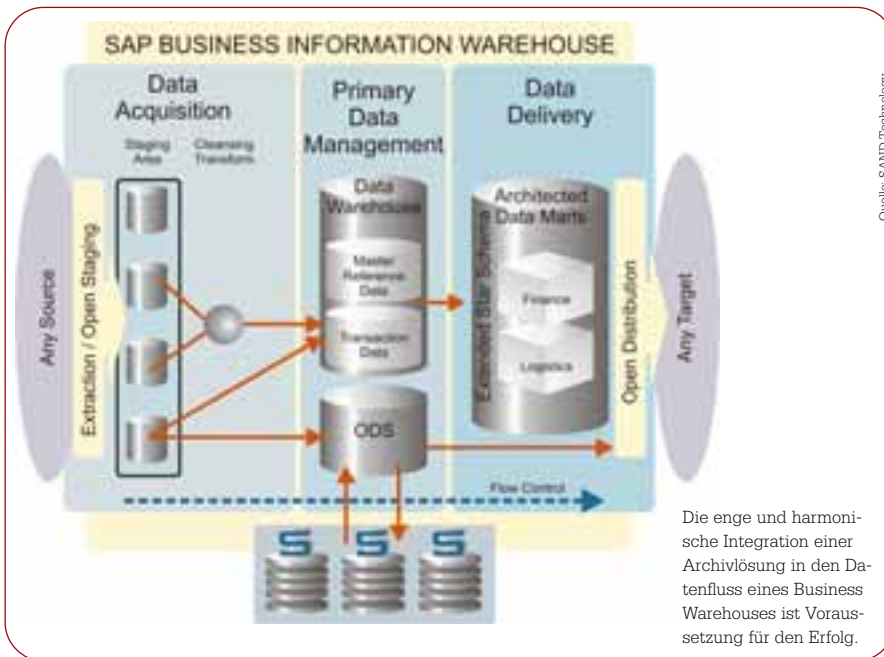 SAP BUSINESS INFORMATION WAREHOUSE
Data
Acquisition
Primary
Data
Management
Data
Delivery
Staging
Area
Cleansing
Transform
Any Source
Extraction / Open Staging
Data
Warehouse
Master
Reference
Data
Transaction
Data
ODS
Extended Star Schema
Architected
Data Marts
Finance
Logistics
Open Distribution
Any Target
Flow Control
S S S
Quelle: SAND Technology
Die enge und harmoni-
sche Integration einer
Archivlösung in den Da-
tenfluss eines Business
Warehouses ist Voraus-
setzung für den Erfolg.